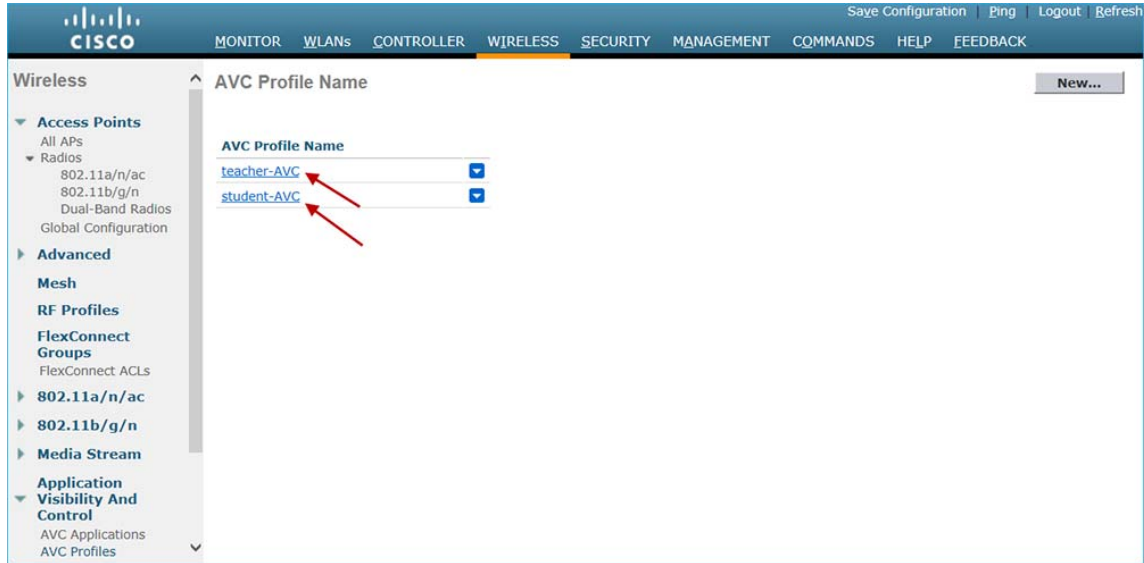 Save Configuration | Ping | Logout | Refresh
CISCO
MONITOR WLANs CONTROLLER WIRELESS SECURITY MANAGEMENT COMMANDS HELP FEEDBACK
Wireless
AVC Profile Name
New...
Access Points
All APs
Radios
802.11a/n/ac
802.11b/g/n
Dual-Band Radios
Global Configuration
Advanced
Mesh
RF Profiles
FlexConnect
Groups
FlexConnect ACLs
802.11a/n/ac
802.11b/g/n
Media Stream
Application
Visibility And
Control
AVC Applications
AVC Profiles
AVC Profile Name
teacher-AVC
student-AVC